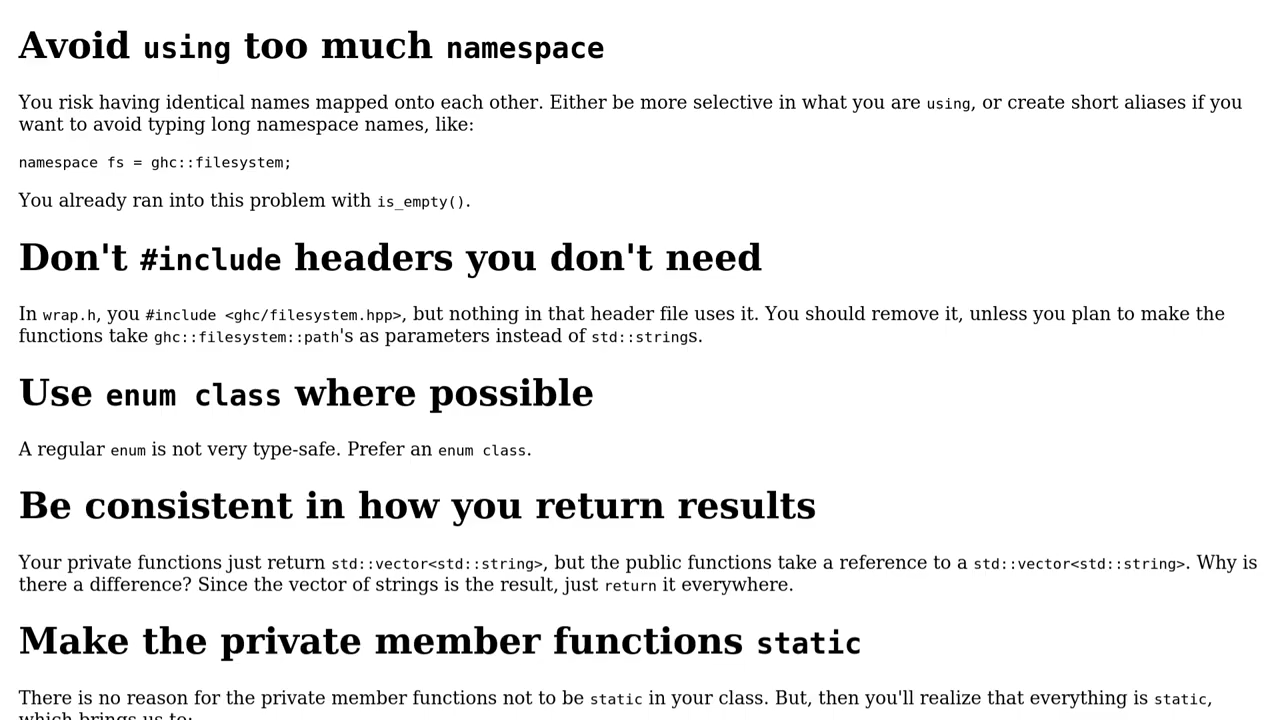 Avoid using too much namespace
You risk having identical names mapped onto each other. Either be more selective in what you are using, or create short aliases if you
want to avoid typing long namespace names, like:
namespace fs = ghc::filesystem;
You already ran into this problem with is_empty().
Don't #include headers you don't need
In wrap.h, you #include <ghc/filesystem.hpp>, but nothing in that header file uses it. You should remove it, unless you plan to make the
functions take ghc::filesystem::path's as parameters instead of std::strings.
Use enum class where possible
A regular enum is not very type-safe. Prefer an enum class.
Be consistent in how you return results
Your private functions just return std::vector<std::string>, but the public functions take a reference to a std::vector<std::string>. Why is
there a difference? Since the vector of strings is the result, just return it everywhere.
Make the private member functions static
There is no reason for the private member functions not to be static in your class. But, then you'll realize that everything is static,
which brings us to: